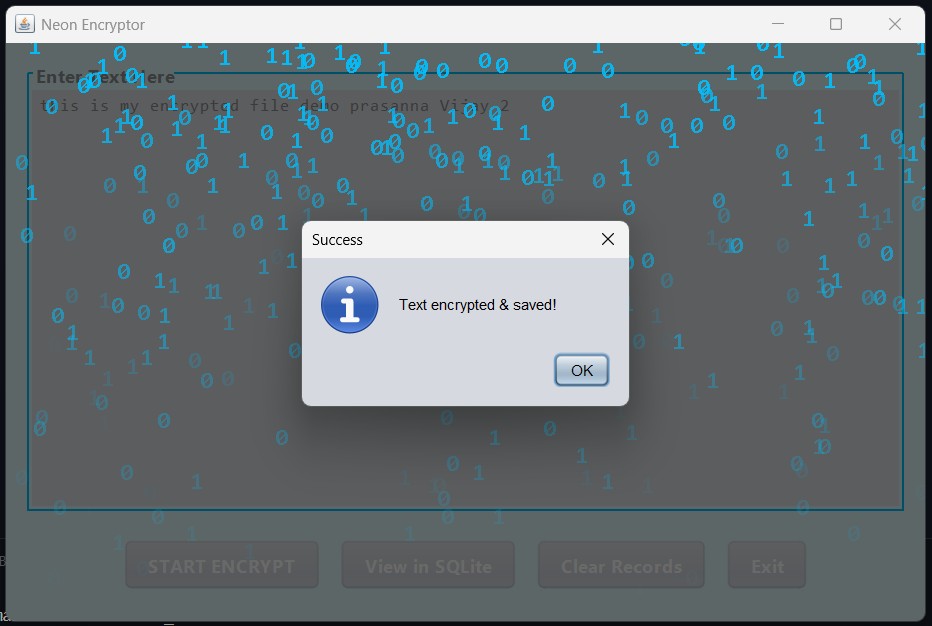 Neon Encryptor
Enter Text Here
this is my encrypted file demo prasanna Vijay 2
Success
Text encrypted & saved!
OK
START ENCRYPT
View in SQLite
Clear Records
Exit